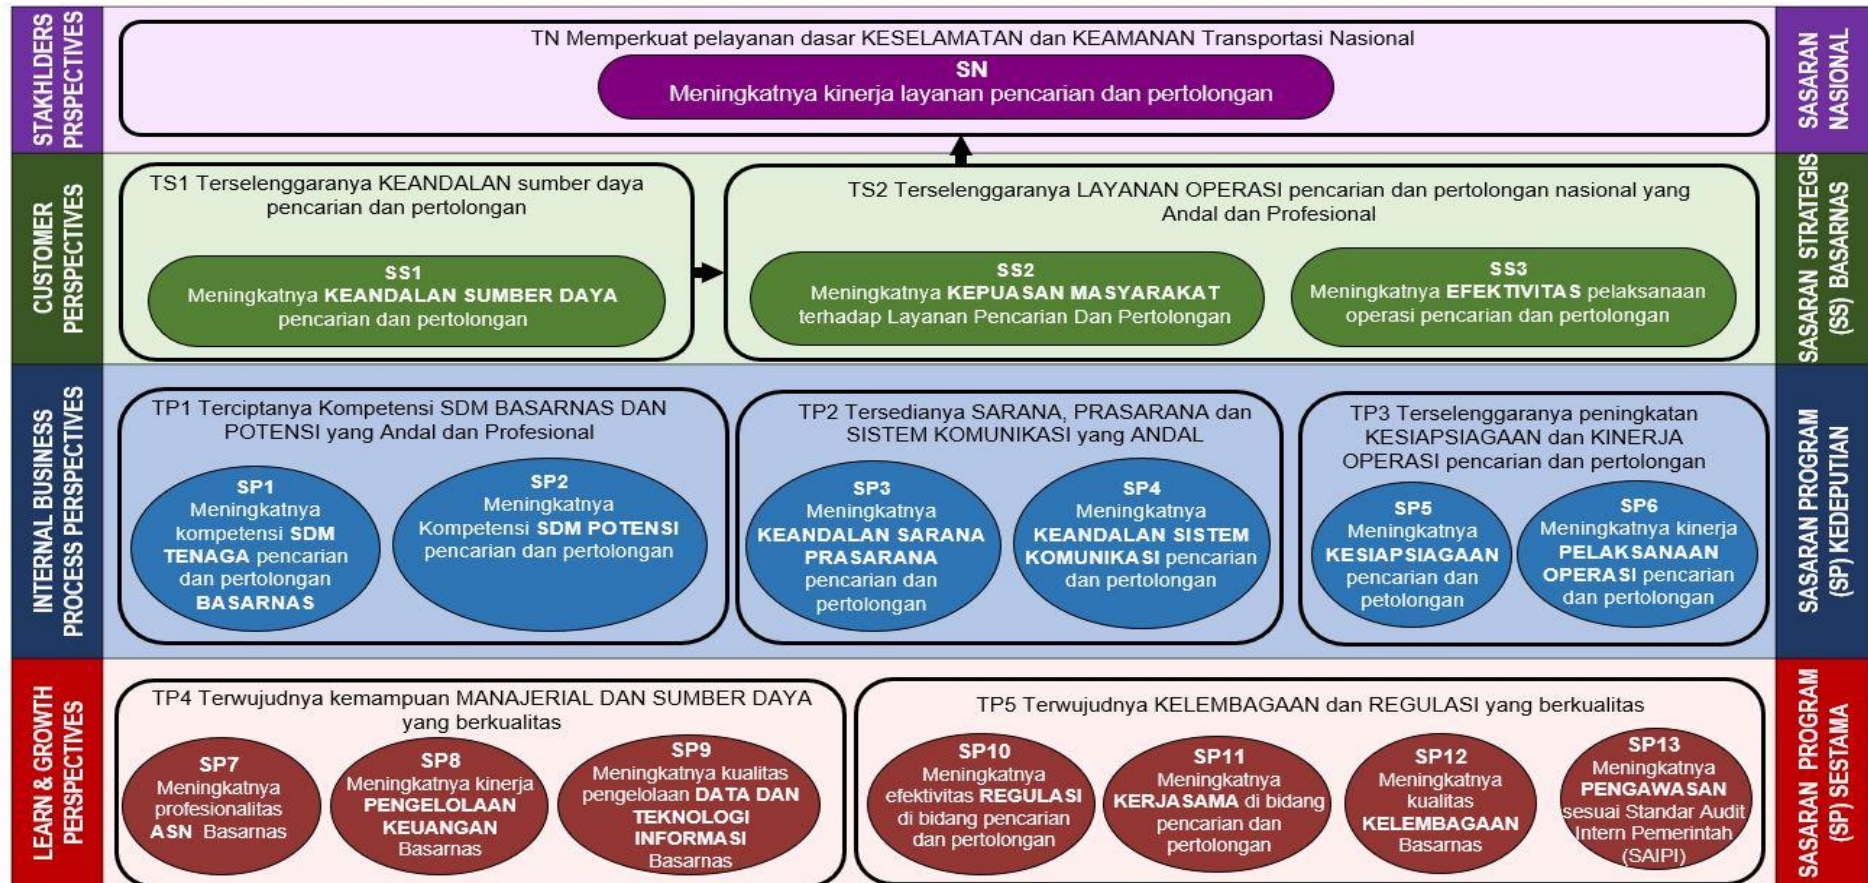 STAKHLDERS
PRSPECTIVES
TN Memperkuat pelayanan dasar KESELAMATAN dan KEAMANAN Transportasi Nasional
SN
Meningkatnya kinerja layanan pencarian dan pertolongan
SASARAN
NASIONAL
CUSTOMER
PERSPECTIVES
TS1 Terselenggaranya KEANDALAN sumber daya
pencarian dan pertolongan
SS1
Meningkatnya KEANDALAN SUMBER DAYA
pencarian dan pertolongan
TS2 Terselenggaranya LAYANAN OPERASI pencarian dan pertolongan nasional yang
Andal dan Profesional
SS2
Meningkatnya KEPUASAN MASYARAKAT
terhadap Layanan Pencarian Dan Pertolongan
SS3
Meningkatnya EFEKTIVITAS pelaksanaan
operasi pencarian dan pertolongan
SASARAN STRATEGIS
(SS) BASARNAS
INTERNAL BUSINESS
PROCESS PERSPECTIVES
TP1 Terciptanya Kompetensi SDM BASARNAS DAN
POTENSI yang Andal dan Profesional
SP1
Meningkatnya
kompetensi SDM
TENAGA pencarian
dan pertolongan
BASARNAS
SP2
Meningkatnya
Kompetensi SDM POTENSI
pencarian dan pertolongan
TP2 Tersedianya SARANA, PRASARANA dan
SISTEM KOMUNIKASI yang ANDAL
SP3
Meningkatnya
KEANDALAN SARANA
PRASARANA
pencarian dan
pertolongan
SP4
Meningkatnya
KEANDALAN SISTEM
KOMUNIKASI pencarian
dan pertolongan
TP3 Terselenggaranya peningkatan
KESIAPSIAGAAN dan KINERJA
OPERASI pencarian dan pertolongan
SP5
Meningkatnya
KESIAPSIAGAAN
pencarian dan
petolongan
SP6
Meningkatnya kinerja
PELAKSANAAN
OPERASI pencarian
dan pertolongan
SASARAN PROGRAM
(SP) KEDEPUTIAN
LEARN & GROWTH
PERSPECTIVES
TP4 Terwujudnya kemampuan MANAJERIAL DAN SUMBER DAYA
yang berkualitas
SP7
Meningkatnya
profesionalitas
ASN Basarnas
SP8
Meningkatnya kinerja
PENGELOLAAN
KEUANGAN
Basarnas
SP9
Meningkatnya kualitas
pengelolaan DATA DAN
TEKNOLOGI
INFORMASI
Basarnas
TP5 Terwujudnya KELEMBAGAAN dan REGULASI yang berkualitas
SP10
Meningkatnya
efektivitas REGULASI
di bidang pencarian
dan pertolongan
SP11
Meningkatnya
KERJASAMA di bidang
pencarian dan
pertolongan
SP12
Meningkatnya
kualitas
KELEMBAGAAN
Basarnas
SP13
Meningkatnya
PENGAWASAN
sesuai Standar Audit
Intern Pemerintah
(SAIPI)
SASARAN PROGRAM
(SP) SESTAMA